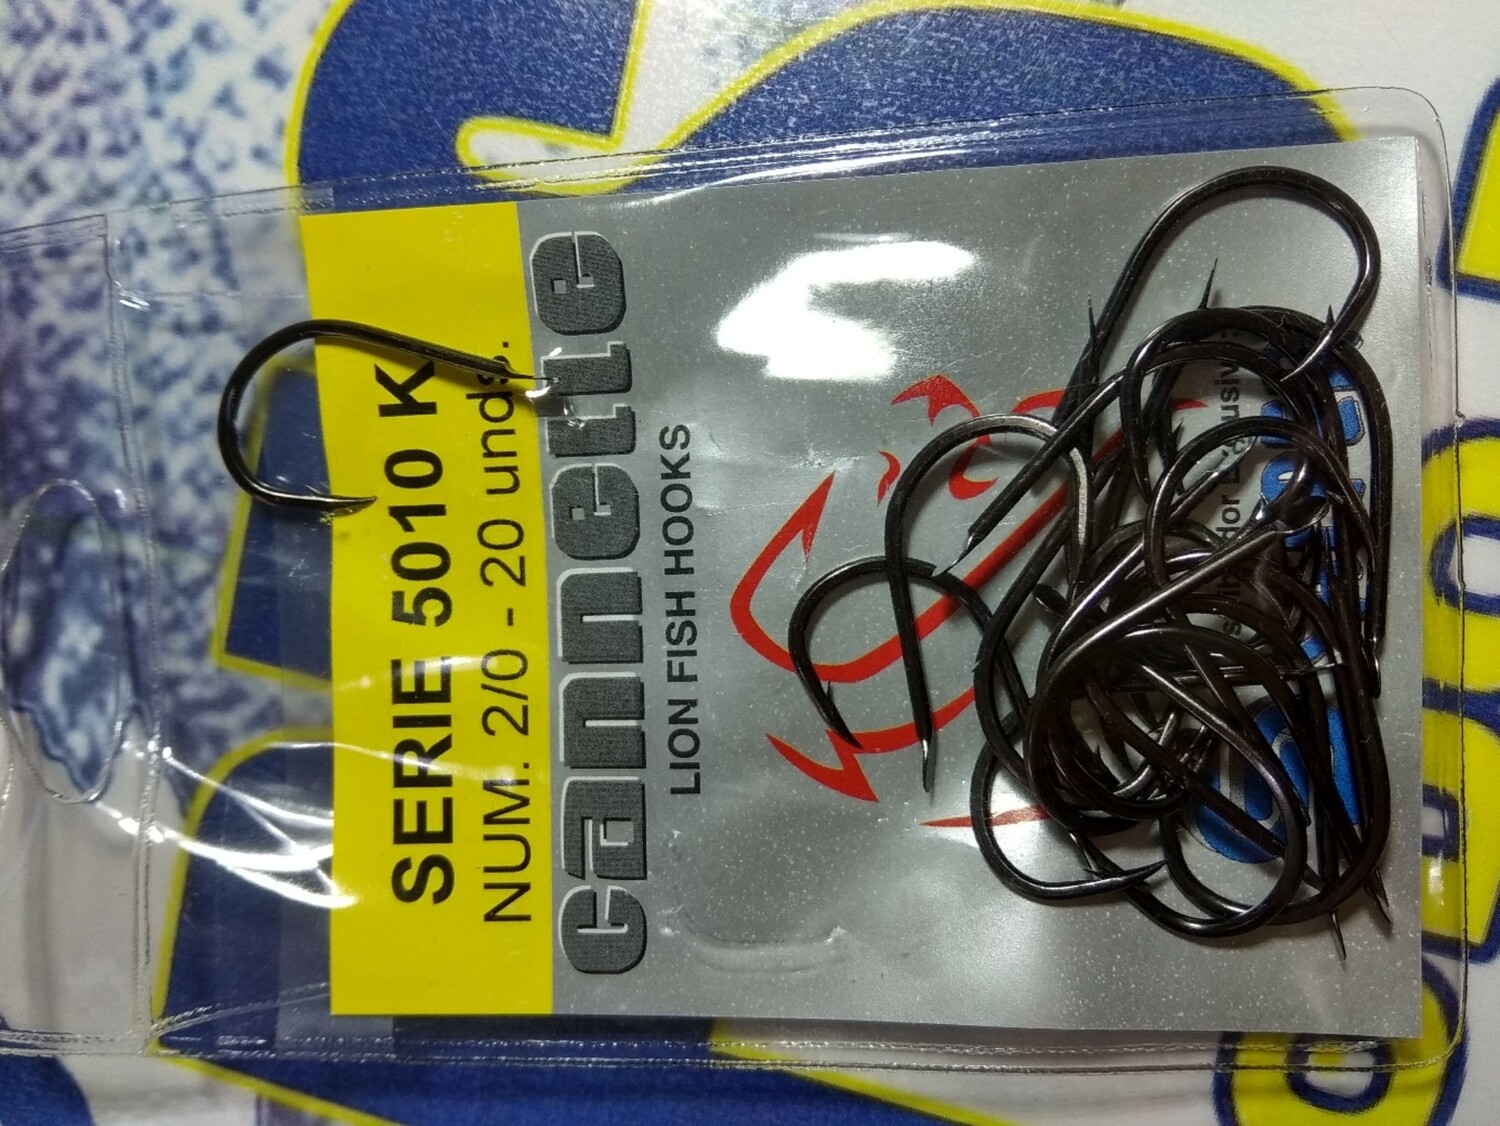 SERIE 5010 K
NUM. 2/0 - 20 unds.
cannelle
LION FISH HOOKS